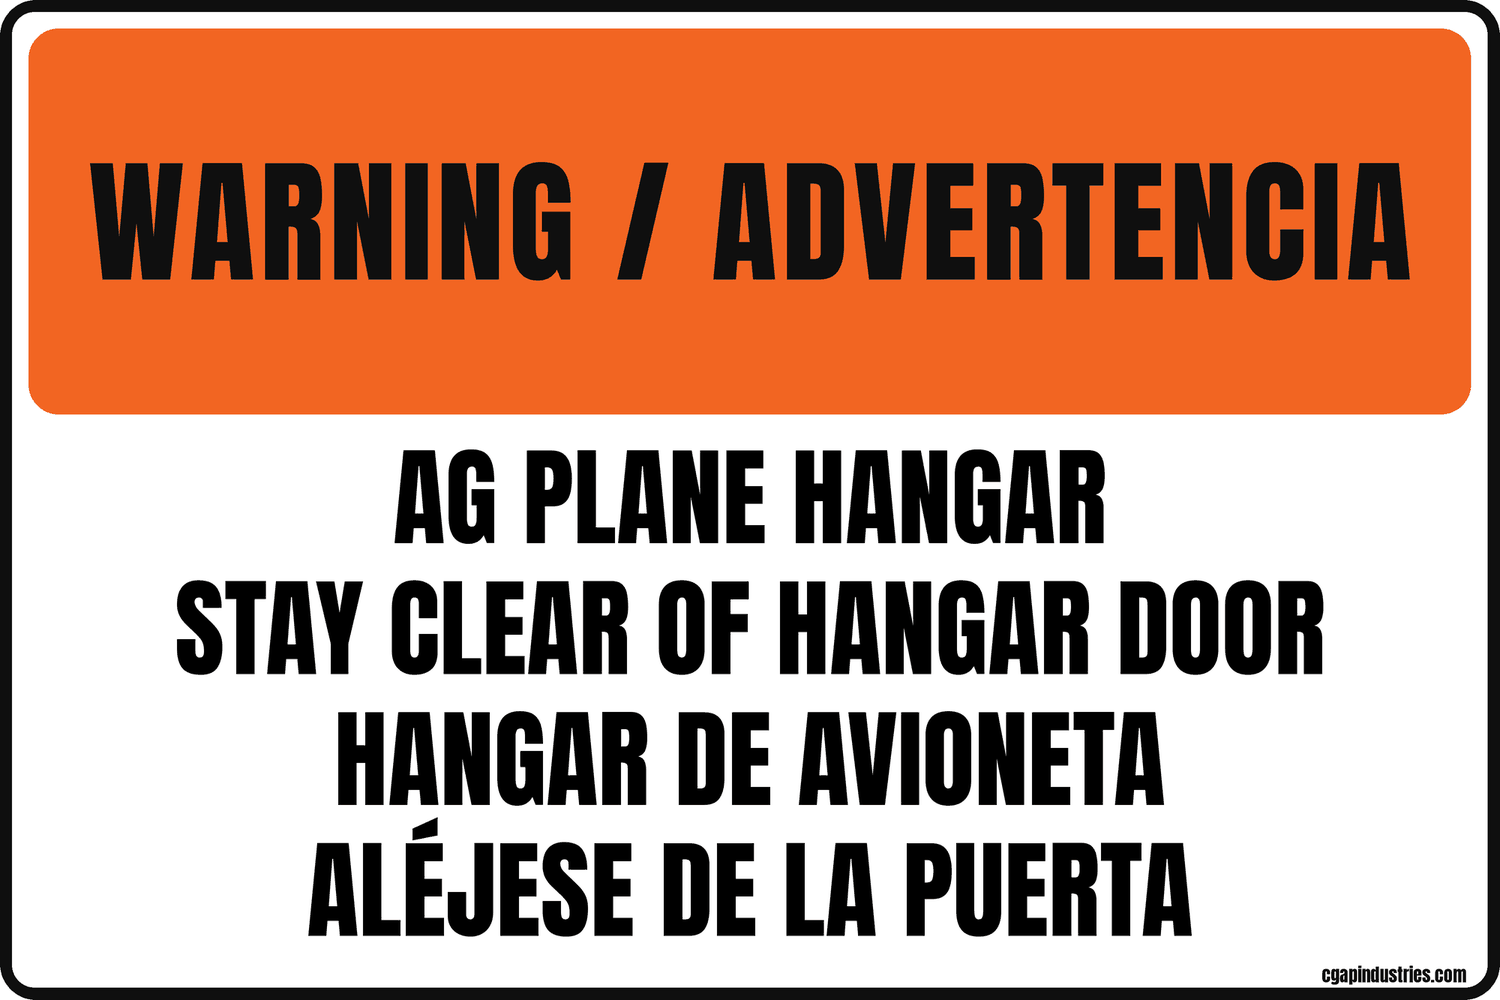 WARNING / ADVERTENCIA
AG PLANE HANGAR
STAY CLEAR OF HANGAR DOOR
HANGAR DE AVIONETA
ALÉJESE DE LA PUERTA
cgapindustries.com